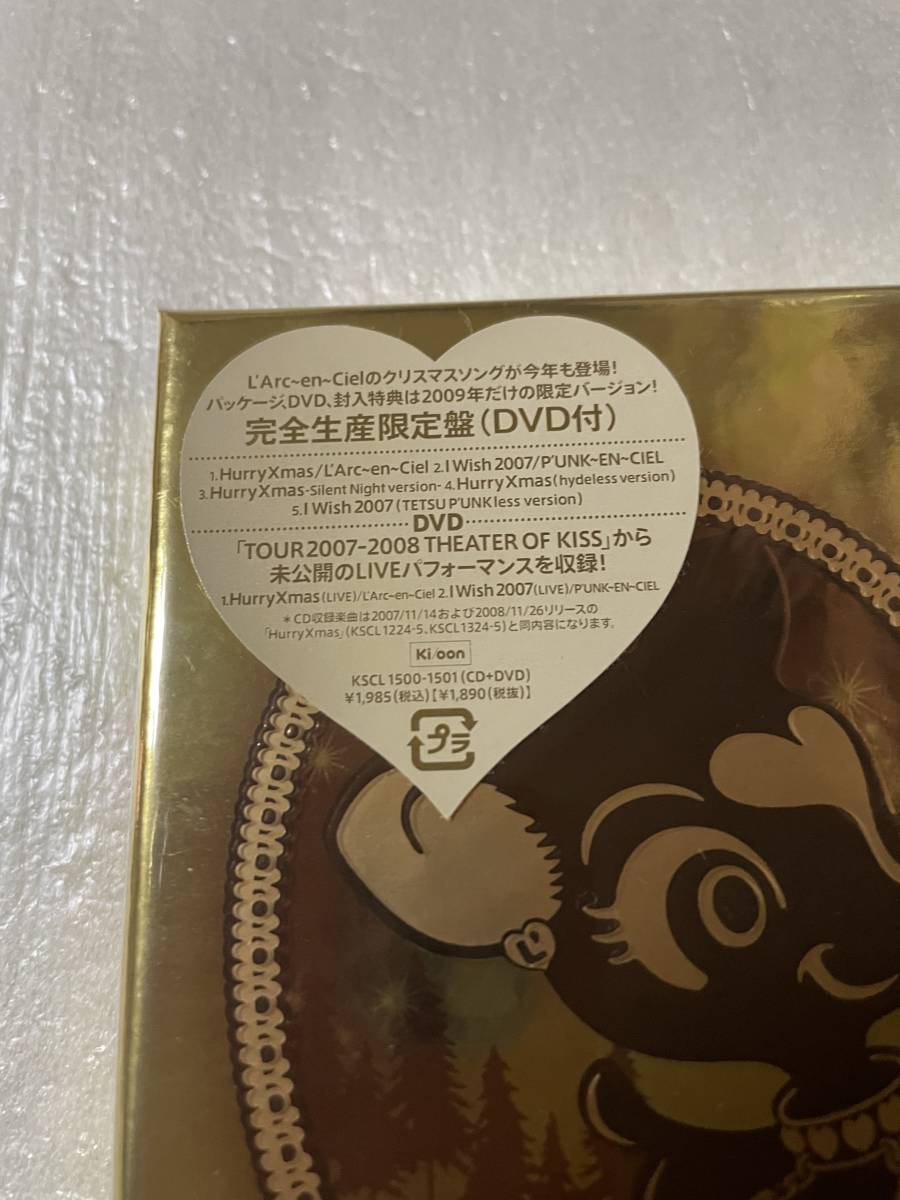 L'Arc~en~Cielのクリスマスソングが今年も登場!
パッケージ、DVD、封入特典は2009年だけの限定バージョン!
完全生産限定盤(DVD付)
1.Hurry Xmas/L'Arc~en~Ciel 2.I Wish 2007/P'UNK~EN~CIEL
3.Hurry Xmas-Silent Night version- 4.Hurry Xmas(hydeless version)
5.I Wish 2007 (TETSU P'UNKless version)
DVD
「TOUR 2007-2008 THEATER OF KISS」から
未公開のLIVEパフォーマンスを収録!
1.Hurry Xmas(LIVE)/L'Arc~en~Ciel 2.I Wish 2007(LIVE)/P'UNK~EN~CIEL
*CD収録楽曲は2007/11/14および2008/11/26リリースの
「Hurry Xmas」(KSCL 1224-5、KSCL1324-5)と同内容になります。
Ki/oon
KSCL 1500-1501 (CD+DVD)
¥1,985(税込)【¥1,890(税抜)】
プラ